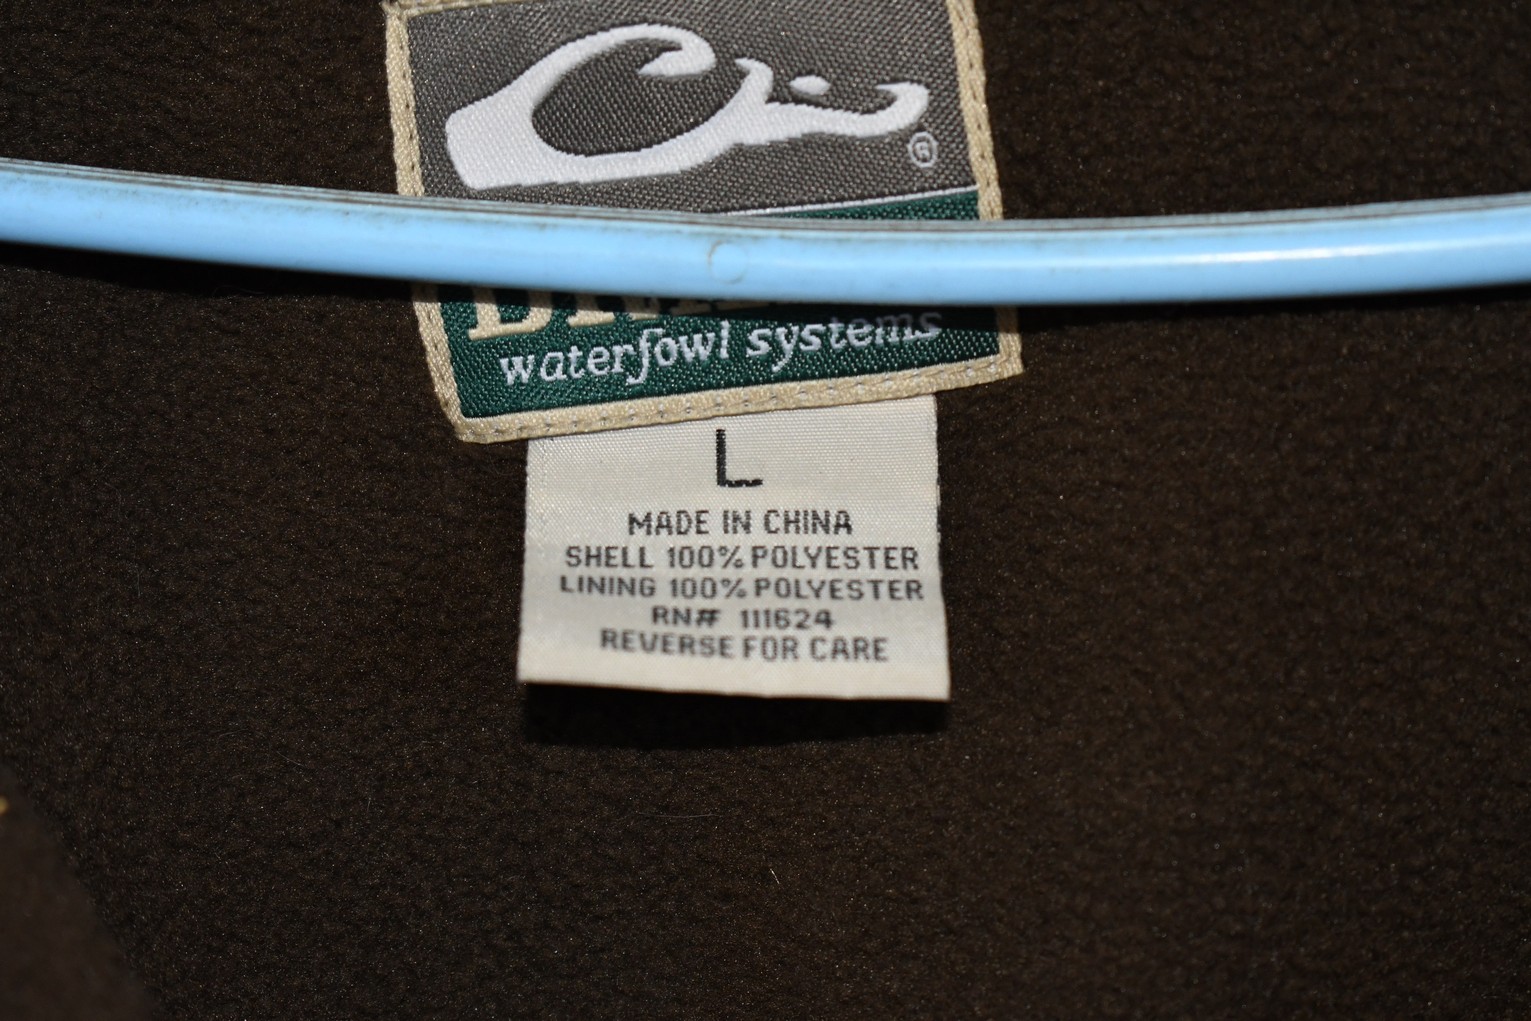 ®
waterfowl systems
L
MADE IN CHINA
SHELL 100% POLYESTER
LINING 100% POLYESTER
RN# 111624
REVERSE FOR CARE